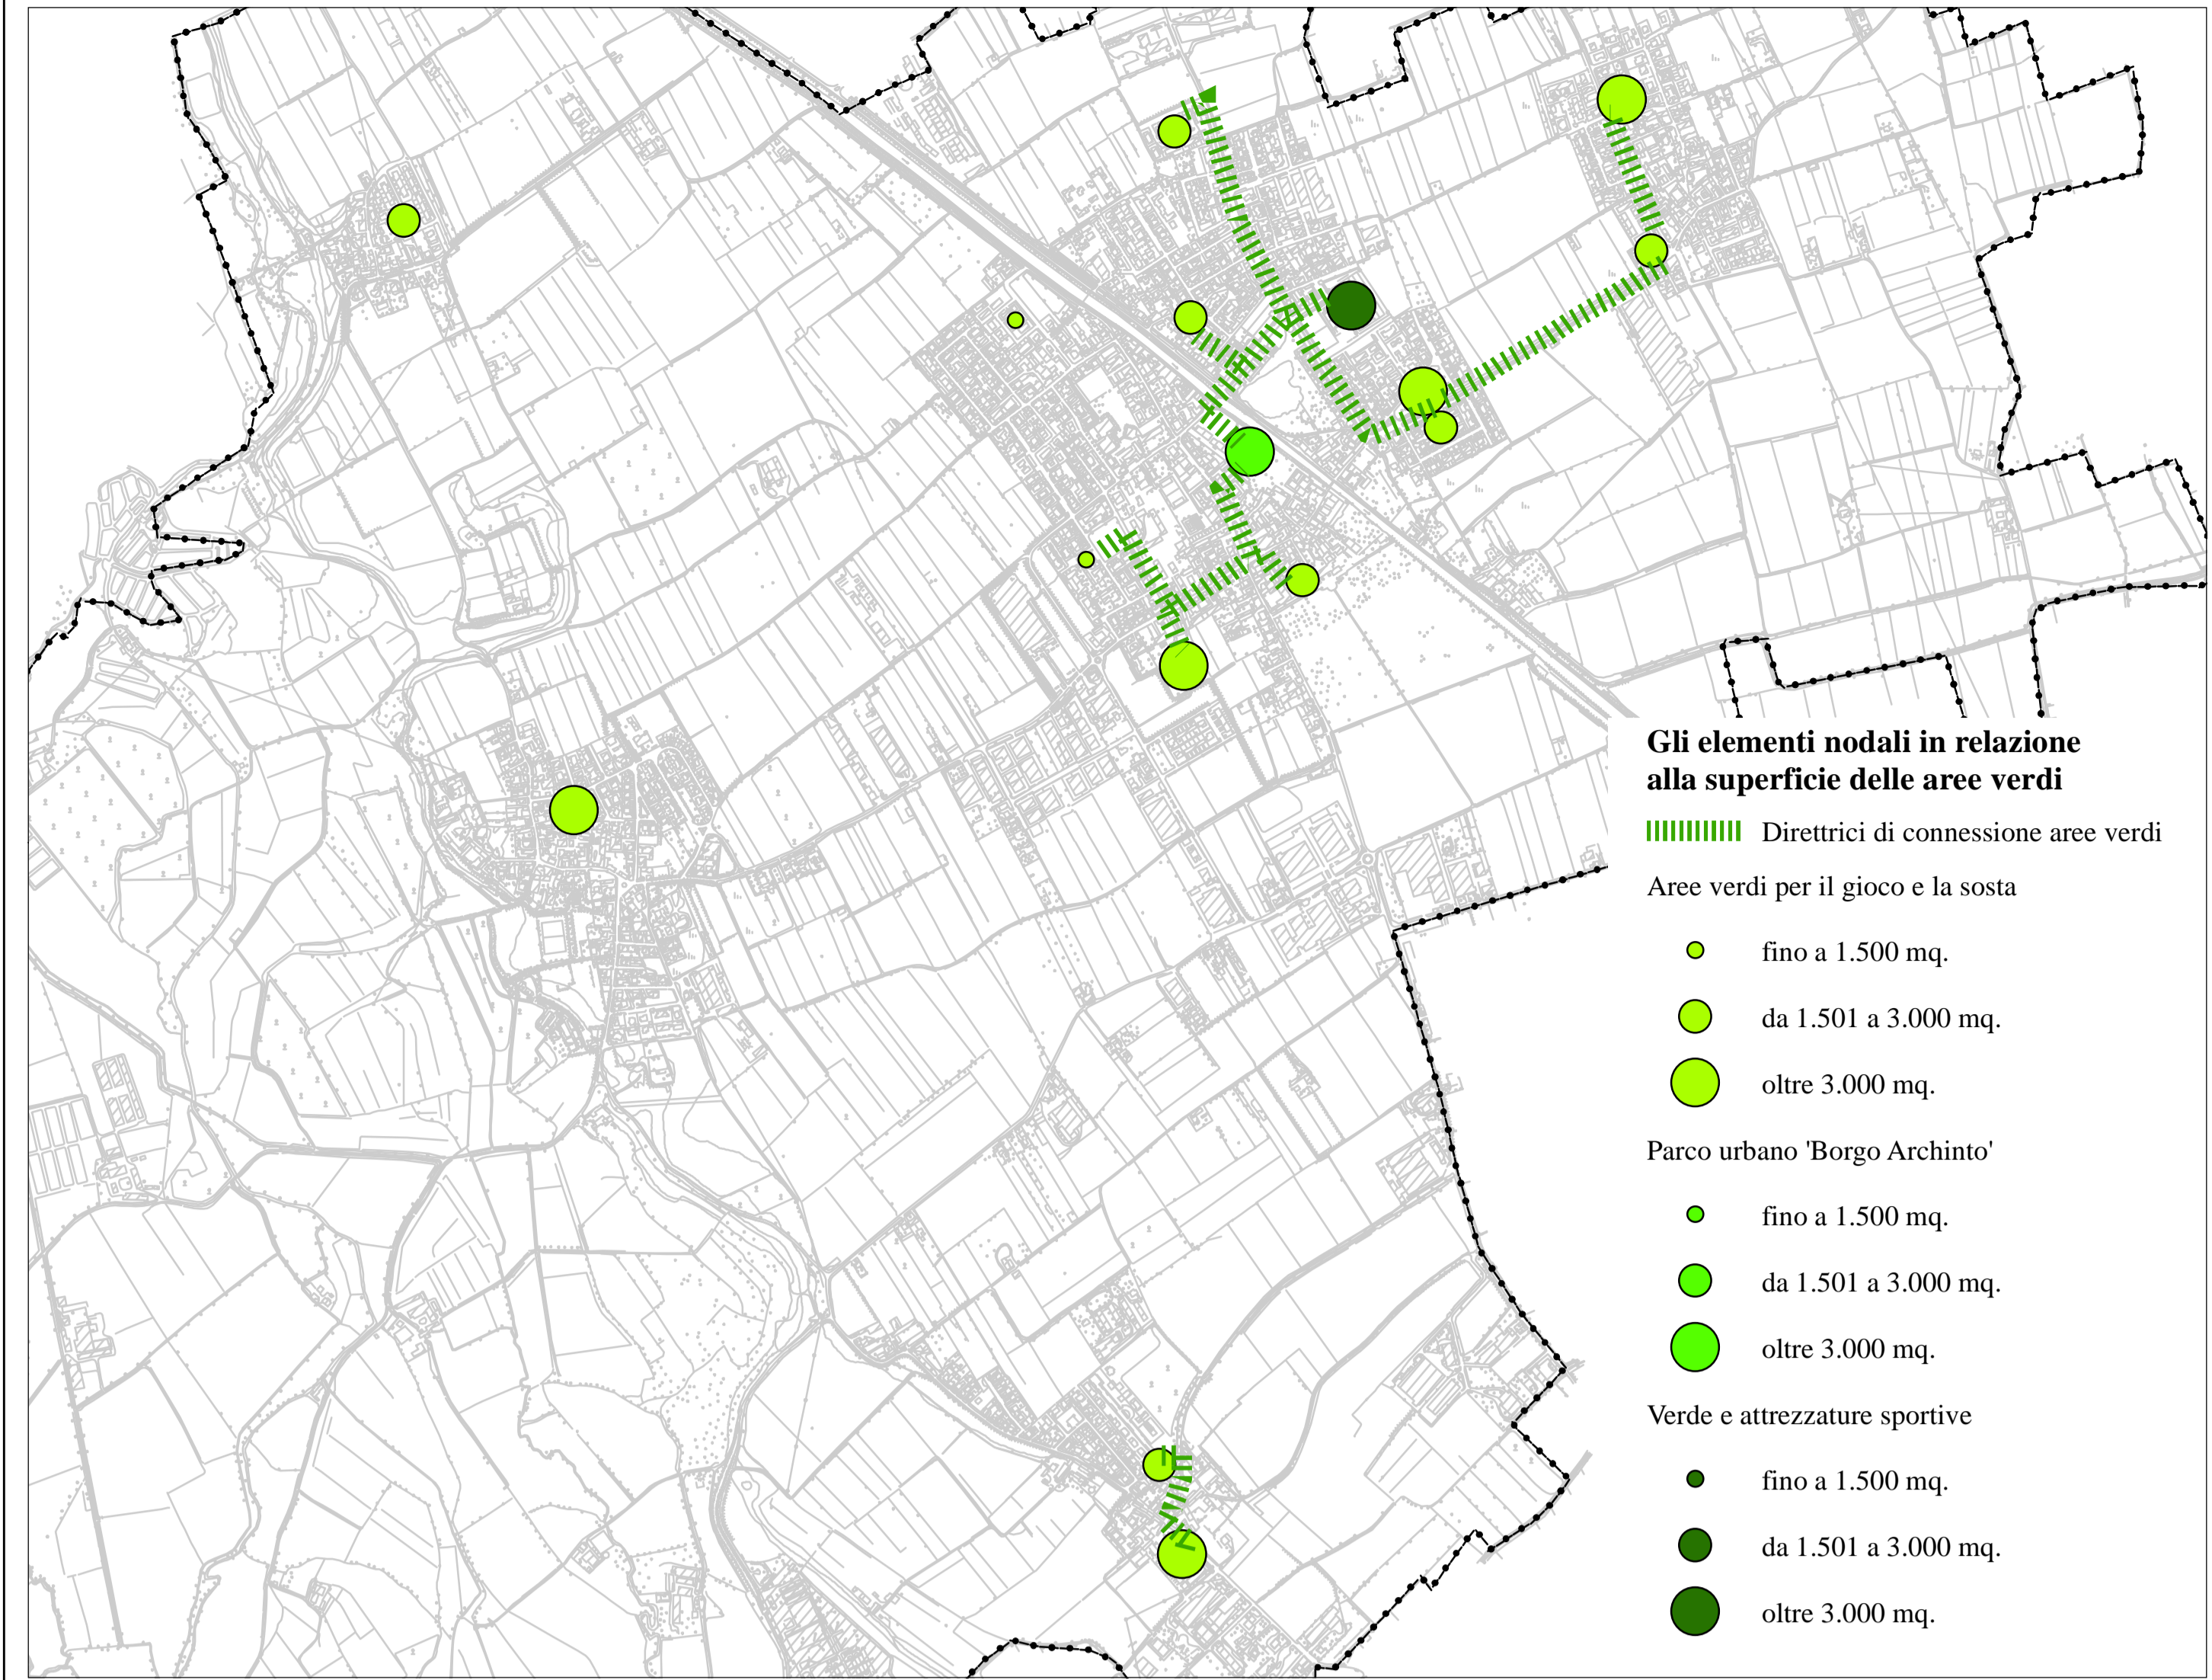 Gli elementi nodali in relazione
alla superficie delle aree verdi
Direttrici di connessione aree verdi
Aree verdi per il gioco e la sosta
fino a 1.500 mq.
da 1.501 a 3.000 mq.
oltre 3.000 mq.
Parco urbano 'Borgo Archinto'
fino a 1.500 mq.
da 1.501 a 3.000 mq.
oltre 3.000 mq.
Verde e attrezzature sportive
fino a 1.500 mq.
da 1.501 a 3.000 mq.
oltre 3.000 mq.